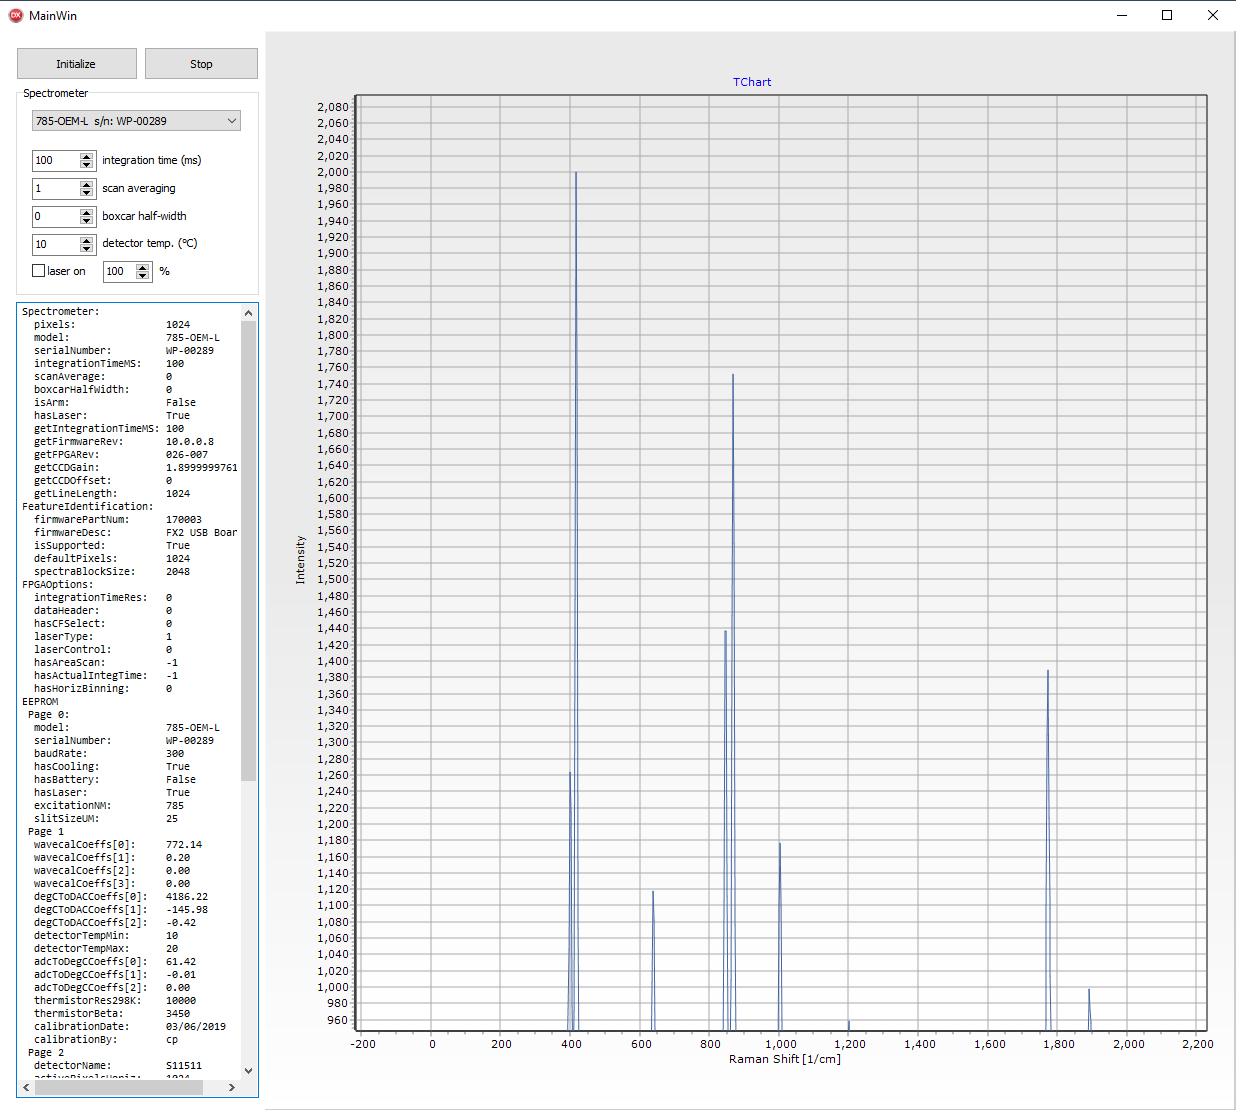 MainWin
Initialize
Stop
Spectrometer
785-OEM-L s/n: WP-00289
100 integration time (ms)
1 scan averaging
0 boxcar half-width
10 detector temp. (°C)
laser on 100 %
Spectrometer:
pixels: 1024
model: 785-OEM-L
serialNumber: WP-00289
integrationTimeMS: 100
scanAverage: 0
boxcarHalfWidth: 0
isArm: False
hasLaser: True
getIntegrationTimeMS: 100
getFirmwareRev: 10.0.0.8
getFPGARev: 026-007
getCCDGain: 1.8999999761
getCCDOffset: 0
getLineLength: 1024
FeatureIdentification:
firmwarePartNum: 170003
firmwareDesc: FX2 USB Boar
isSupported: True
defaultPixels: 1024
spectraBlockSize: 2048
FPGAOptions:
integrationTimeRes: 0
dataHeader: 0
hasCFSelect: 0
laserType: 1
laserControl: 0
hasAreaScan: -1
hasActualIntegTime: -1
hasHorizBinning: 0
EEPROM
Page 0:
model: 785-OEM-L
serialNumber: WP-00289
baudRate: 300
hasCooling: True
hasBattery: False
hasLaser: True
excitationNM: 785
slitSizeUM: 25
Page 1
wavecalCoeffs[0]: 772.14
wavecalCoeffs[1]: 0.20
wavecalCoeffs[2]: 0.00
wavecalCoeffs[3]: 0.00
degCToDACCoeffs[0]: 4186.22
degCToDACCoeffs[1]: -145.98
degCToDACCoeffs[2]: -0.42
detectorTempMin: 10
detectorTempMax: 20
adcToDegCCoeffs[0]: 61.42
adcToDegCCoeffs[1]: -0.01
adcToDegCCoeffs[2]: 0.00
thermistorRes298K: 10000
thermistorBeta: 3450
calibrationDate: 03/06/2019
calibrationBy: cp
Page 2
detectorName: S11511
activePixelsHoriz: 1024
TChart
2,080
2,060
2,040
2,020
2,000
1,980
1,960
1,940
1,920
1,900
1,880
1,860
1,840
1,820
1,800
1,780
1,760
1,740
1,720
1,700
1,680
1,660
1,640
1,620
1,600
1,580
1,560
1,540
1,520
1,500
1,480
1,460
1,440
1,420
1,400
1,380
1,360
1,340
1,320
1,300
1,280
1,260
1,240
1,220
1,200
1,180
1,160
1,140
1,120
1,100
1,080
1,060
1,040
1,020
1,000
980
960
Intensity
-200 0 200 400 600 800 1,000 1,200 1,400 1,600 1,800 2,000 2,200
Raman Shift [1/cm]